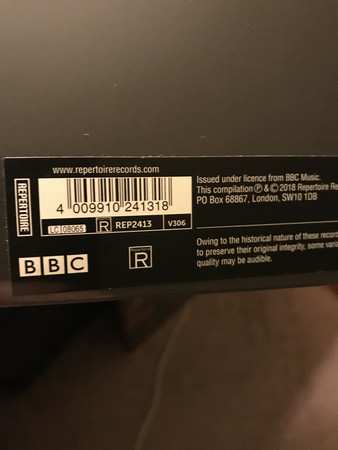 www.repertoirerecords.com
REPERTOIRE
4 009910 241318
LC 08065
R REP2413
V306
BBC
R
Issued under licence from BBC Music.
This compilation Ⓟ & © 2018 Repertoire Re
PO Box 68867, London, SW10 1DB
Owing to the historical nature of these record
to preserve their original integrity, some varia
quality may be audible.